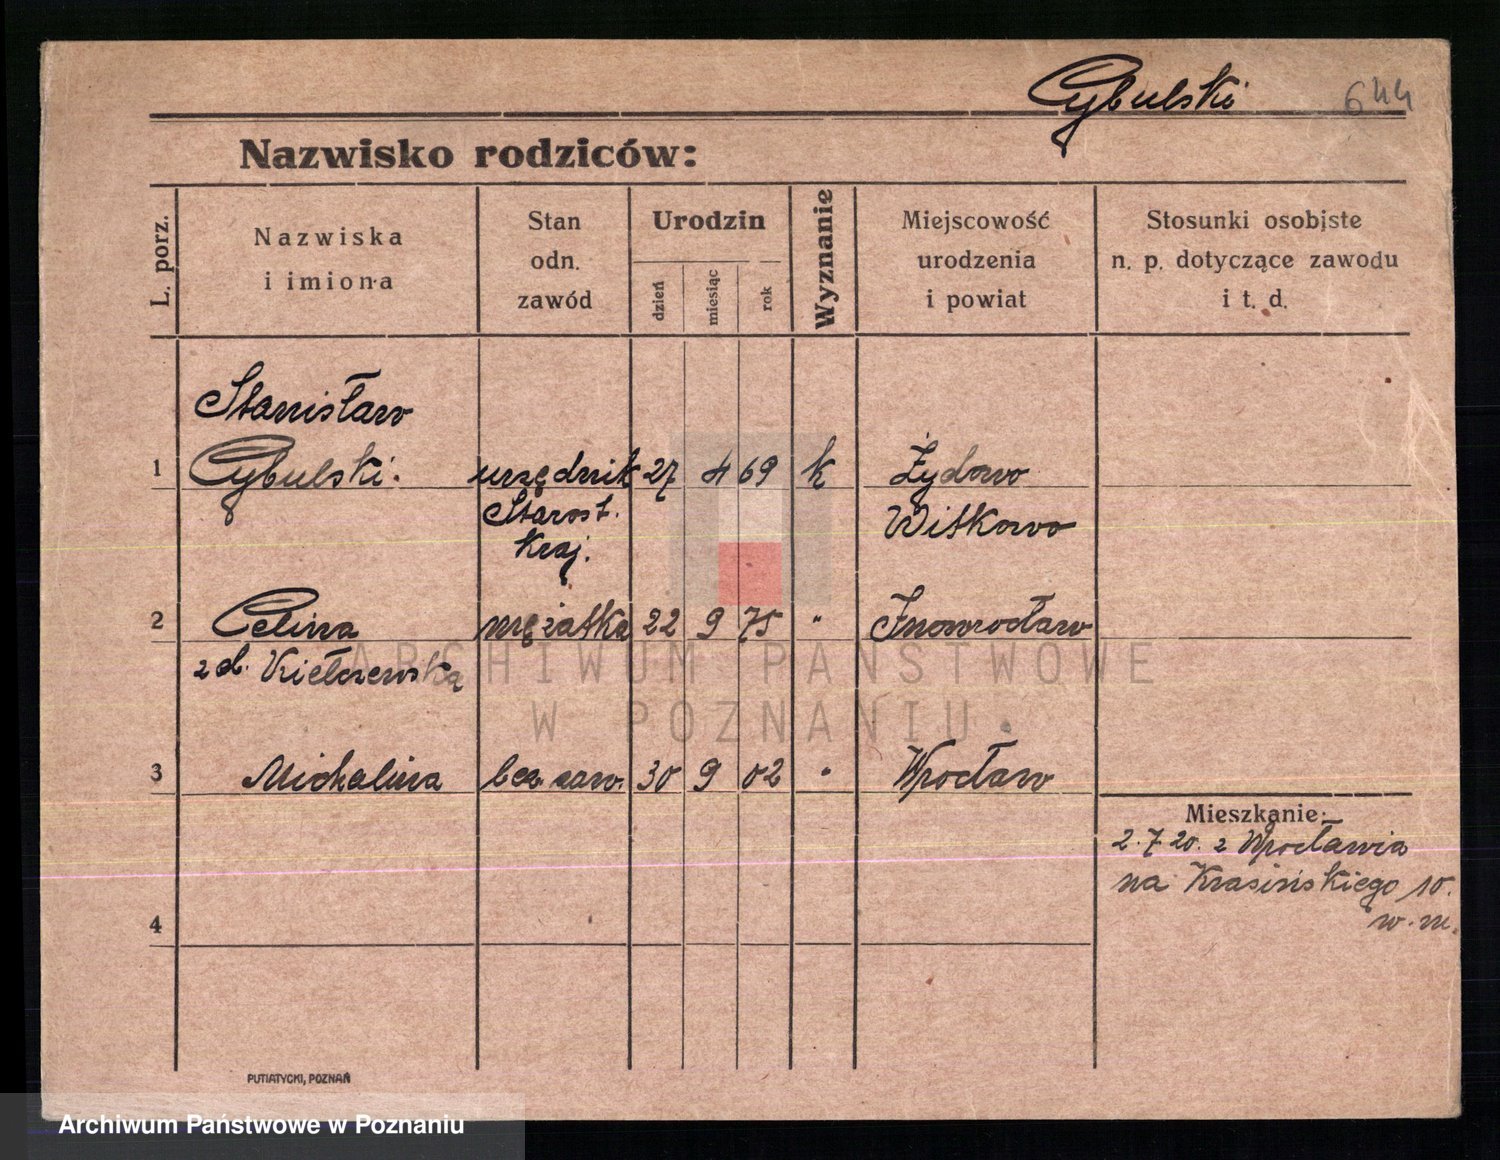 Cybulski 644
Nazwisko rodziców:
L. porz.
Nazwiska
i imiona
Stan
odn.
zawód
Urodzin
dzień
miesiąc
rok
Wyznanie
Miejscowość
urodzenia
i powiat
Stosunki osobiste
n. p. dotyczące zawodu
i t. d.
Stanisław
1 Cybulski. urzędnik 27 4 69 k Żydowo
Starost. Witkowo
Kraj.
2 Celina mężatka 22 9 75 " Inowrocław
z d. Kiełczewska
ARCHIWUM PAŃSTWOWE
W POZNANIU
3 Michalina bez zaw. 30 9 02 " Wrocław
Mieszkanie:
2.7.20. z Wrocławia
na Krasińskiego 10.
4 w. m.
PUTIATYCKI, POZNAŃ
Archiwum Państwowe w Poznaniu